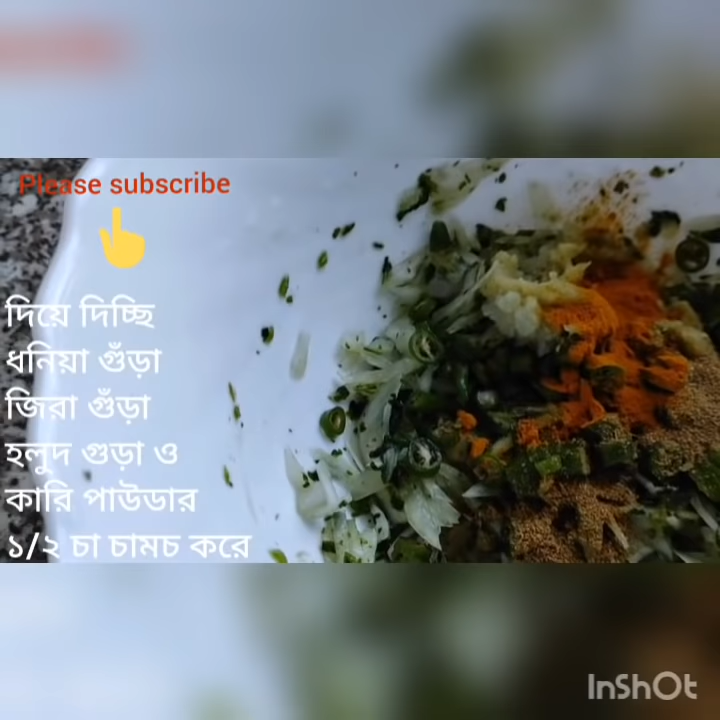 Please subscribe
দিয়ে দিচ্ছি
ধনিয়া গুঁড়া
জিরা গুঁড়া
হলুদ গুড়া ও
কারি পাউডার
১/২ চা চামচ করে
InShOt